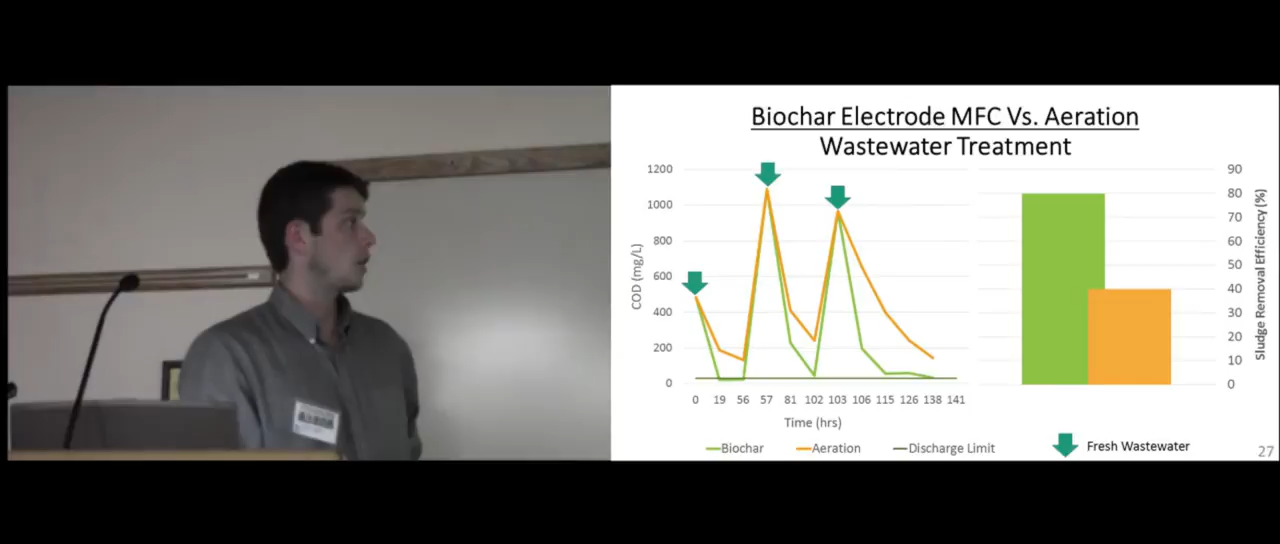 Biochar Electrode MFC Vs. Aeration
Wastewater Treatment
1200
1000
800
600
400
200
0
COD (mg/L)
0 19 56 57 81 102 103 106 115 126 138 141
Time (hrs)
90
80
70
60
50
40
30
20
10
0
Sludge Removal Efficiency (%)
Biochar Aeration Discharge Limit
Fresh Wastewater
27